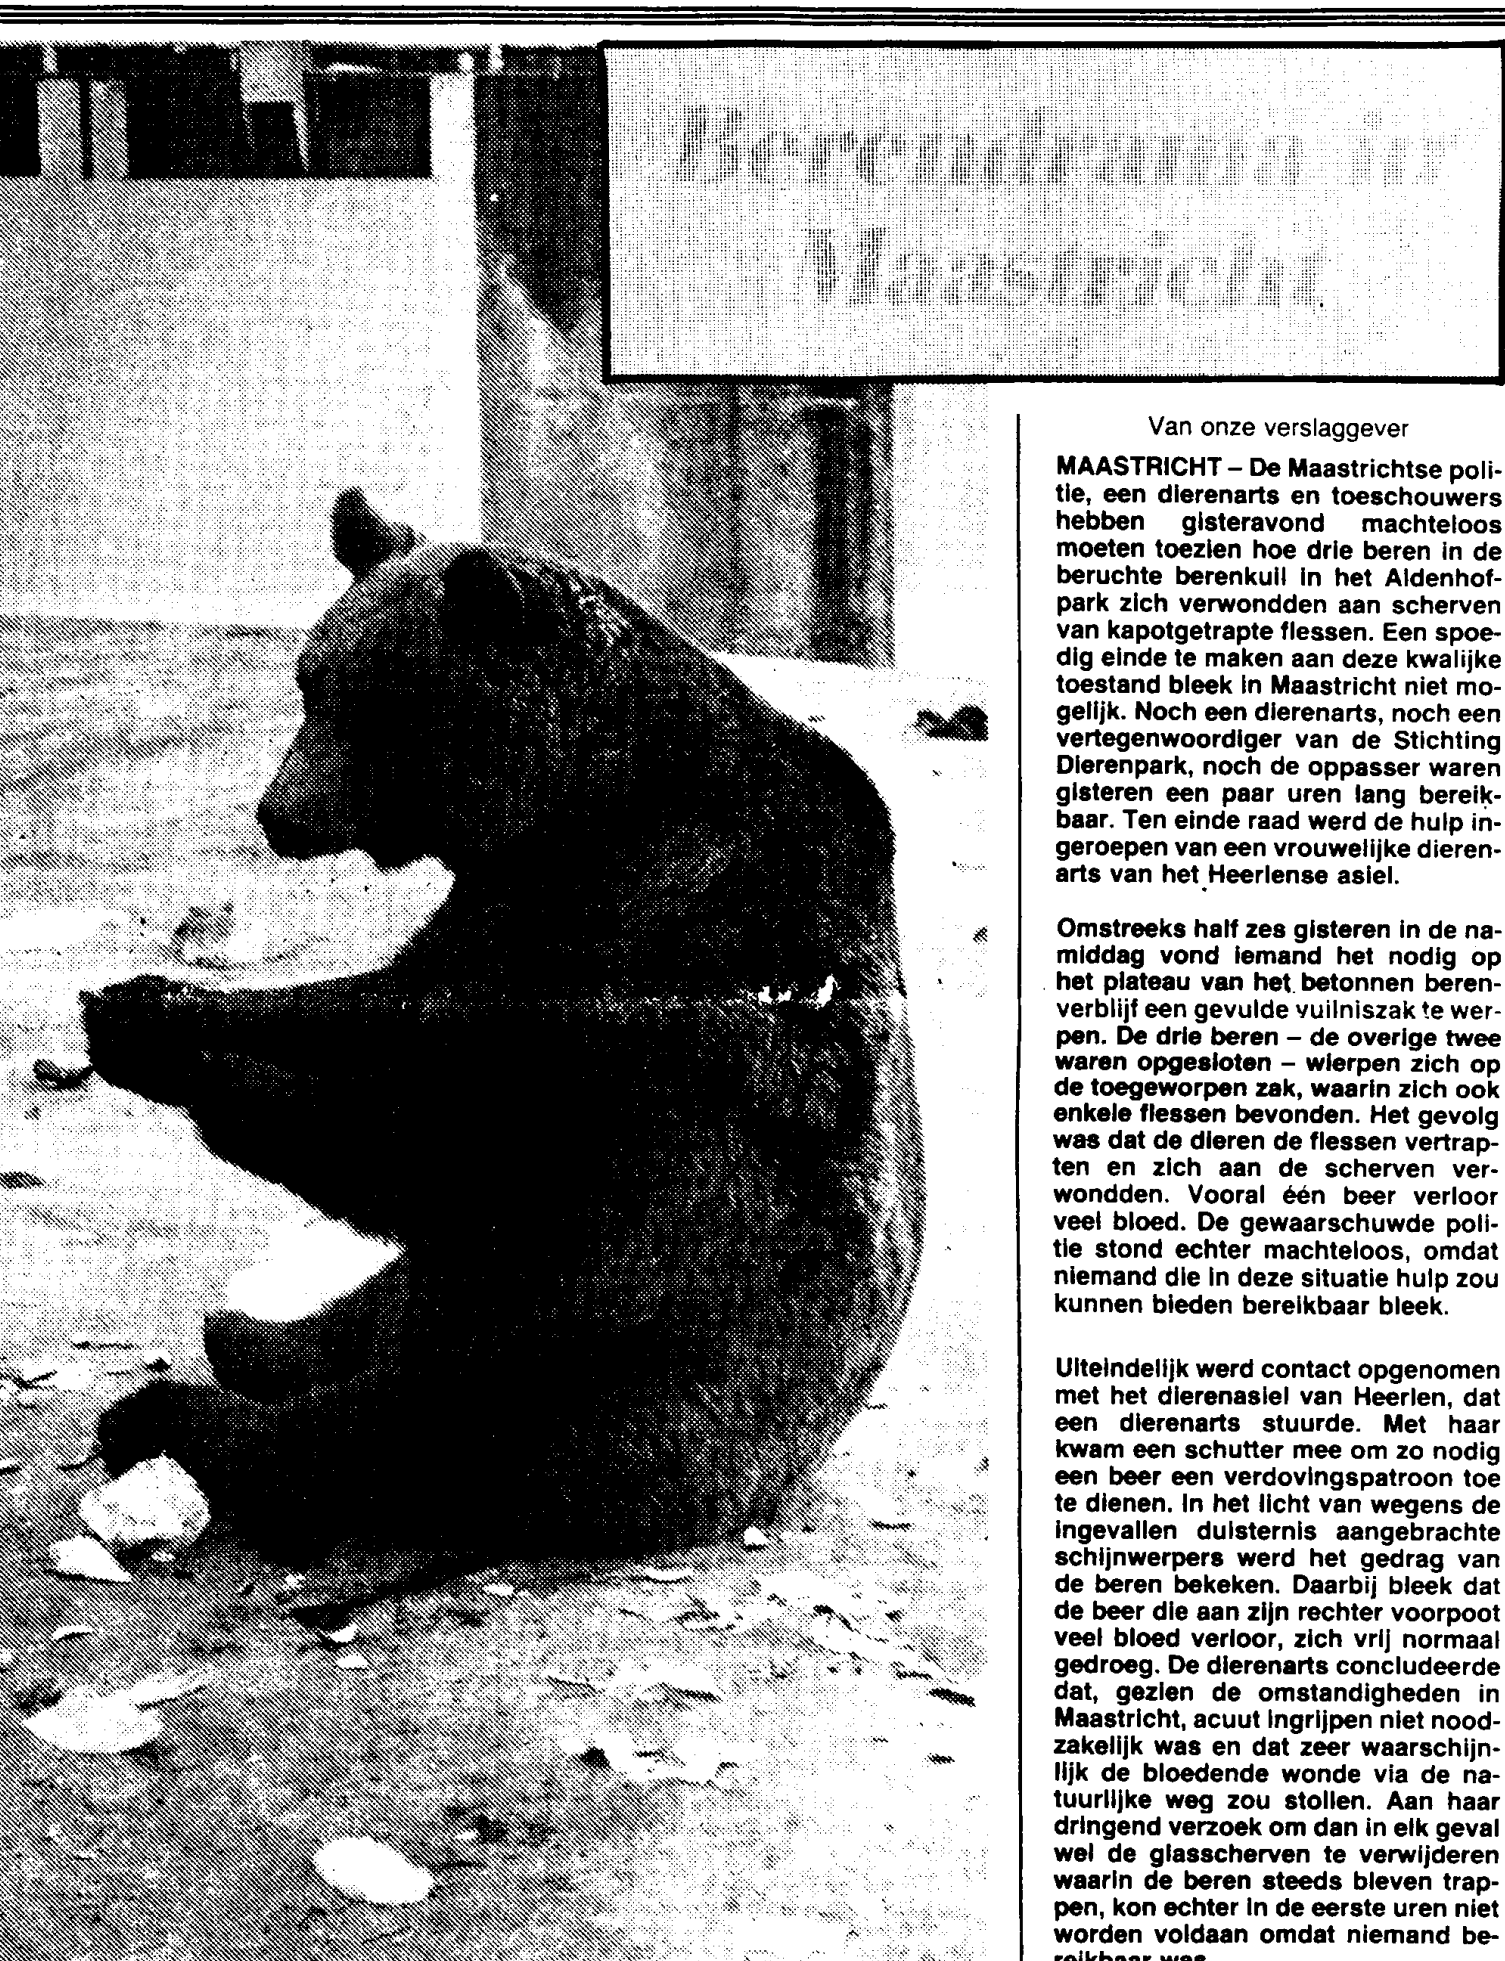 Berendrama in
Maastricht
Van onze verslaggever
MAASTRICHT – De Maastrichtse poli-
tie, een dierenarts en toeschouwers
hebben gisteravond machteloos
moeten toezien hoe drie beren in de
beruchte berenkuil in het Aldenhof-
park zich verwondden aan scherven
van kapotgetrapte flessen. Een spoe-
dig einde te maken aan deze kwalijke
toestand bleek in Maastricht niet mo-
gelijk. Noch een dierenarts, noch een
vertegenwoordiger van de Stichting
Dierenpark, noch de oppasser waren
gisteren een paar uren lang bereik-
baar. Ten einde raad werd de hulp in-
geroepen van een vrouwelijke dieren-
arts van het Heerlense asiel.
Omstreeks half zes gisteren in de na-
middag vond iemand het nodig op
het plateau van het betonnen beren-
verblijf een gevulde vuilniszak te wer-
pen. De drie beren – de overige twee
waren opgesloten – wierpen zich op
de toegeworpen zak, waarin zich ook
enkele flessen bevonden. Het gevolg
was dat de dieren de flessen vertrap-
ten en zich aan de scherven ver-
wondden. Vooral één beer verloor
veel bloed. De gewaarschuwde poli-
tie stond echter machteloos, omdat
niemand die in deze situatie hulp zou
kunnen bieden bereikbaar bleek.
Uiteindelijk werd contact opgenomen
met het dierenasiel van Heerlen, dat
een dierenarts stuurde. Met haar
kwam een schutter mee om zo nodig
een beer een verdovingspatroon toe
te dienen. In het licht van wegens de
ingevallen duisternis aangebrachte
schijnwerpers werd het gedrag van
de beren bekeken. Daarbij bleek dat
de beer die aan zijn rechter voorpoot
veel bloed verloor, zich vrij normaal
gedroeg. De dierenarts concludeerde
dat, gezien de omstandigheden in
Maastricht, acuut ingrijpen niet nood-
zakelijk was en dat zeer waarschijn-
lijk de bloedende wonde via de na-
tuurlijke weg zou stollen. Aan haar
dringend verzoek om dan in elk geval
wel de glasscherven te verwijderen
waarin de beren steeds bleven trap-
pen, kon echter in de eerste uren niet
worden voldaan omdat niemand be-
reikbaar was